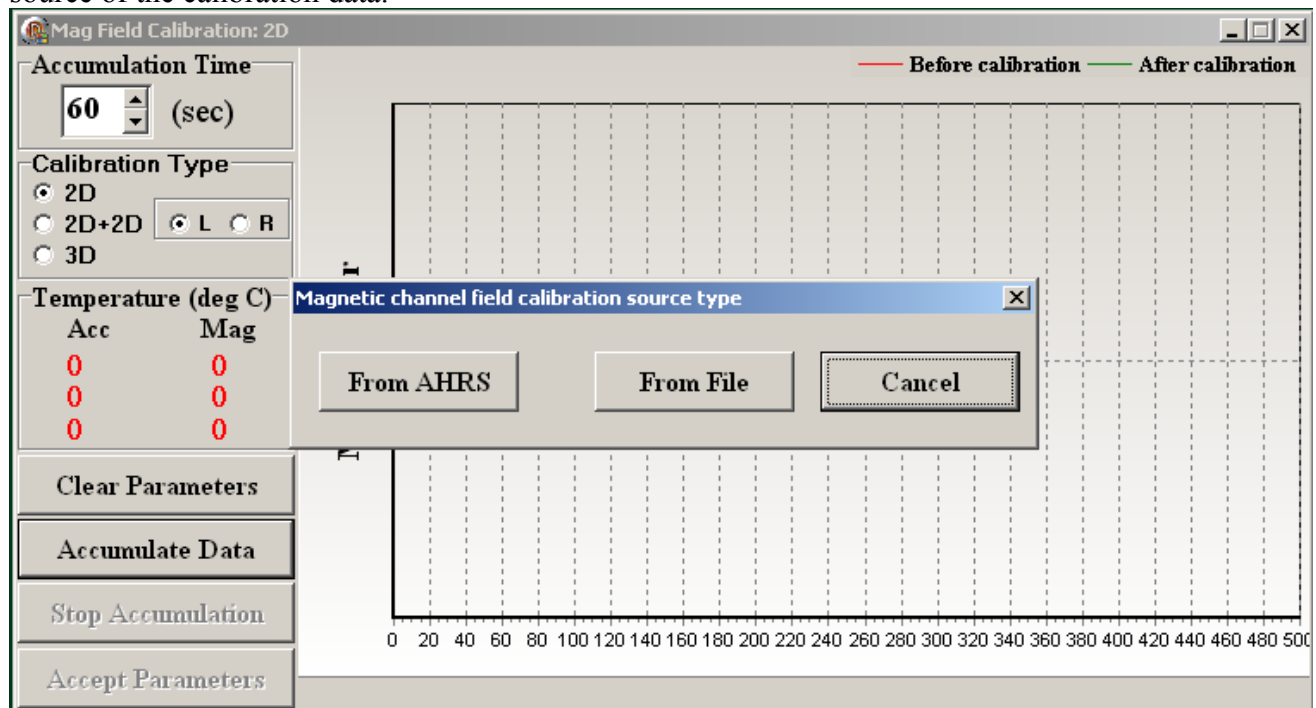 source of the calibration data.
Mag Field Calibration: 2D
Accumulation Time
60 (sec)
Calibration Type
2D
2D+2D L R
3D
Temperature (deg C)
Acc Mag
0 0
0 0
0 0
Clear Parameters
Accumulate Data
Stop Accumulation
Accept Parameters
Before calibration After calibration
Magnetic channel field calibration source type
From AHRS From File Cancel
0 20 40 60 80 100 120 140 160 180 200 220 240 260 280 300 320 340 360 380 400 420 440 460 480 500